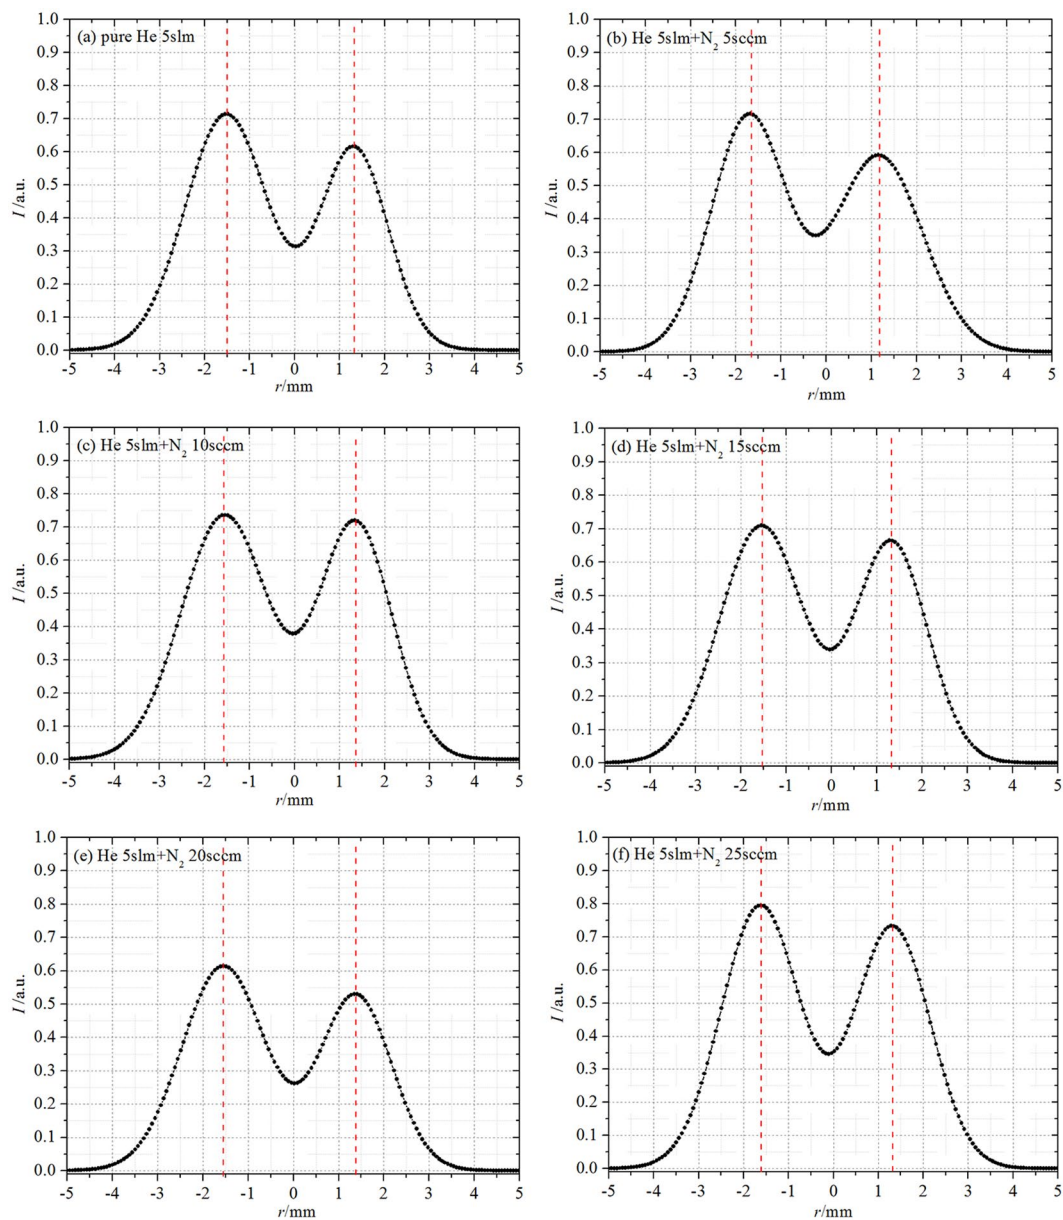 (a) pure He 5slm
1.0
0.9
0.8
0.7
0.6
0.5
0.4
0.3
0.2
0.1
0.0
I /a.u.
-5 -4 -3 -2 -1 0 1 2 3 4 5
r/mm
(b) He 5slm+N₂ 5sccm
1.0
0.9
0.8
0.7
0.6
0.5
0.4
0.3
0.2
0.1
0.0
I /a.u.
-5 -4 -3 -2 -1 0 1 2 3 4 5
r/mm
(c) He 5slm+N₂ 10sccm
1.0
0.9
0.8
0.7
0.6
0.5
0.4
0.3
0.2
0.1
0.0
I /a.u.
-5 -4 -3 -2 -1 0 1 2 3 4 5
r/mm
(d) He 5slm+N₂ 15sccm
1.0
0.9
0.8
0.7
0.6
0.5
0.4
0.3
0.2
0.1
0.0
I /a.u.
-5 -4 -3 -2 -1 0 1 2 3 4 5
r/mm
(e) He 5slm+N₂ 20sccm
1.0
0.9
0.8
0.7
0.6
0.5
0.4
0.3
0.2
0.1
0.0
I /a.u.
-5 -4 -3 -2 -1 0 1 2 3 4 5
r/mm
(f) He 5slm+N₂ 25sccm
1.0
0.9
0.8
0.7
0.6
0.5
0.4
0.3
0.2
0.1
0.0
I /a.u.
-5 -4 -3 -2 -1 0 1 2 3 4 5
r/mm